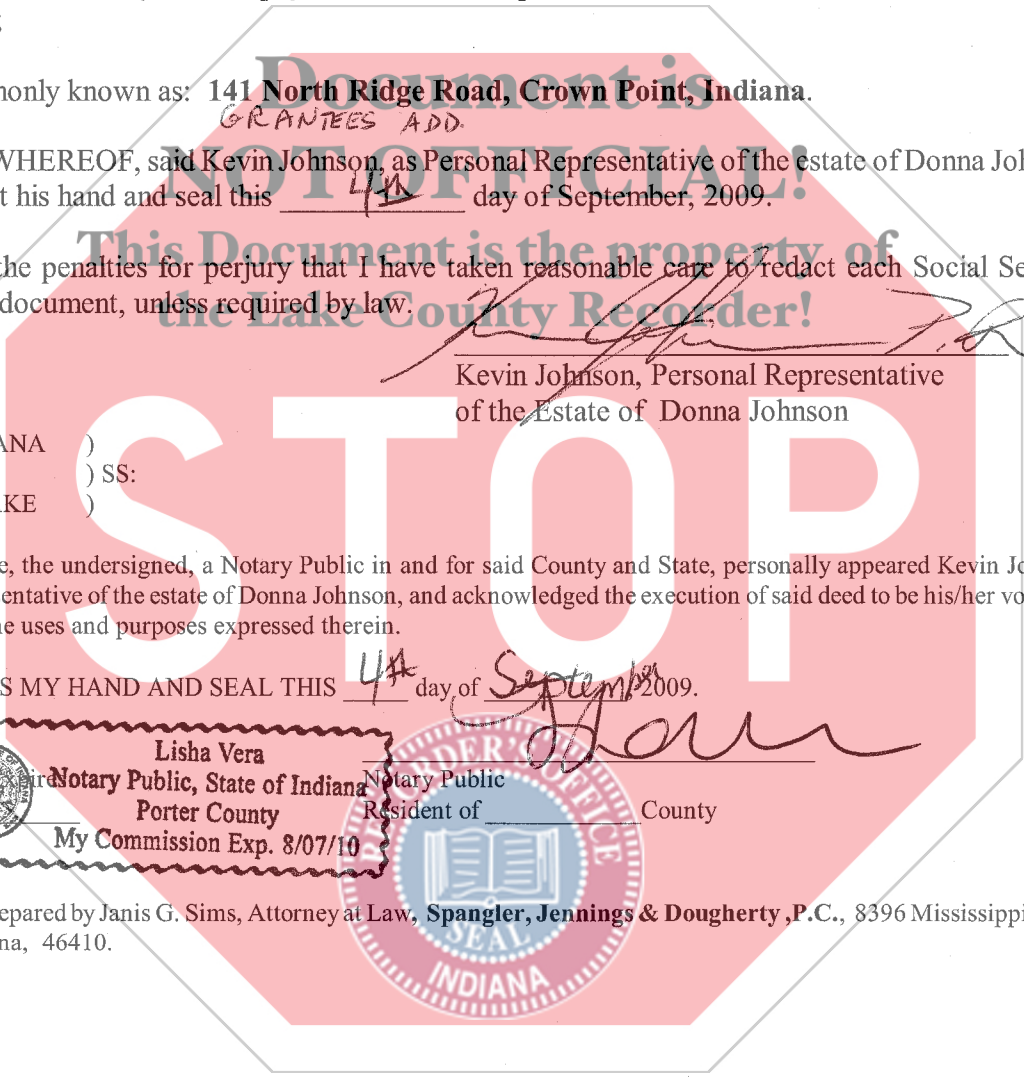 monly known as: 141 North Ridge Road, Crown Point, Indiana.
GRANTEES ADD.
WHEREOF, said Kevin Johnson, as Personal Representative of the estate of Donna Joh
t his hand and seal this 4th day of September, 2009.
the penalties for perjury that I have taken reasonable care to redact each Social Se
document, unless required by law.
P.R
Kevin Johnson, Personal Representative
of the Estate of Donna Johnson
ANA )
) SS:
AKE )
e, the undersigned, a Notary Public in and for said County and State, personally appeared Kevin Jo
entative of the estate of Donna Johnson, and acknowledged the execution of said deed to be his/her vo
e uses and purposes expressed therein.
S MY HAND AND SEAL THIS 4th day of September 2009.
Lisha Vera
Notary Public, State of Indiana
Porter County
My Commission Exp. 8/07/10
Notary Public
Resident of County
epared by Janis G. Sims, Attorney at Law, Spangler, Jennings & Dougherty ,P.C., 8396 Mississippi
na, 46410.
Document is
NOT OFFICIAL!
This Document is the property of
the Lake County Recorder!
STOP
RECORDER'S OFFICE
SEAL
INDIANA